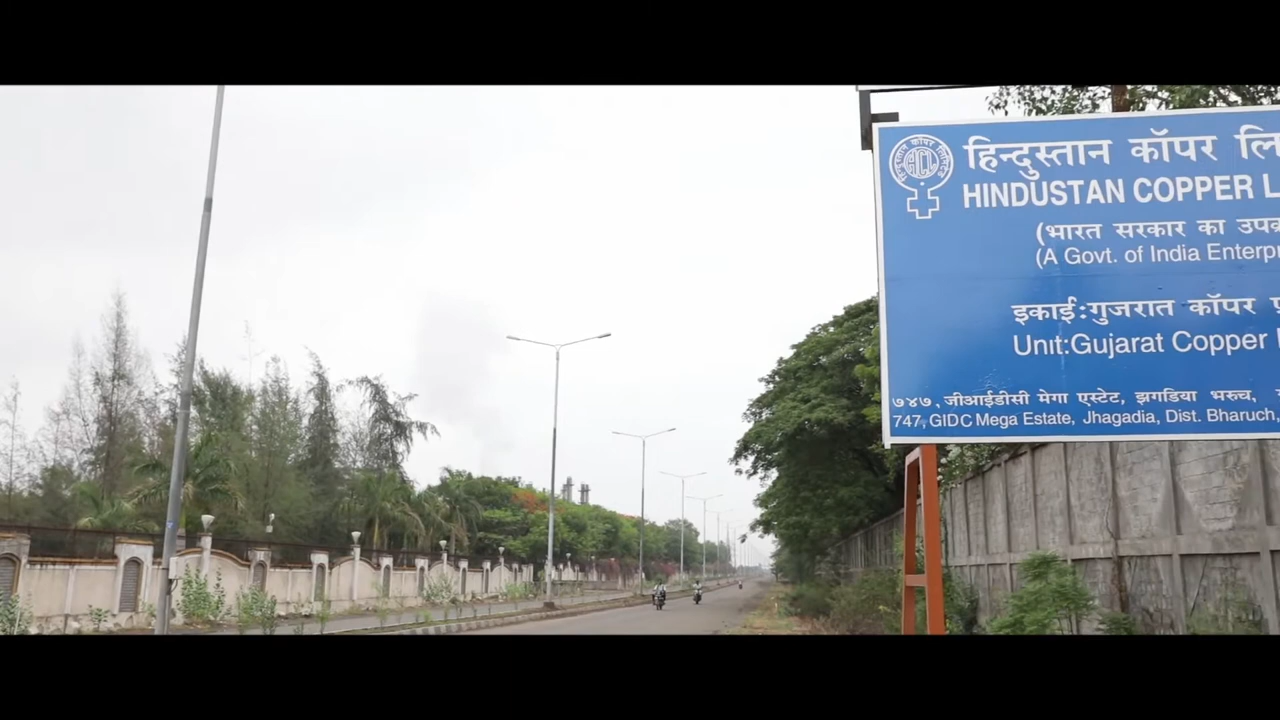 हिन्दुस्तान कॉपर लि
HINDUSTAN COPPER L
(भारत सरकार का उपक्र
(A Govt. of India Enterpr
इकाई:गुजरात कॉपर प्र
Unit:Gujarat Copper
७४७, जीआईडीसी मेगा एस्टेट, झगडिया भरुच,
747, GIDC Mega Estate, Jhagadia, Dist. Bharuch,